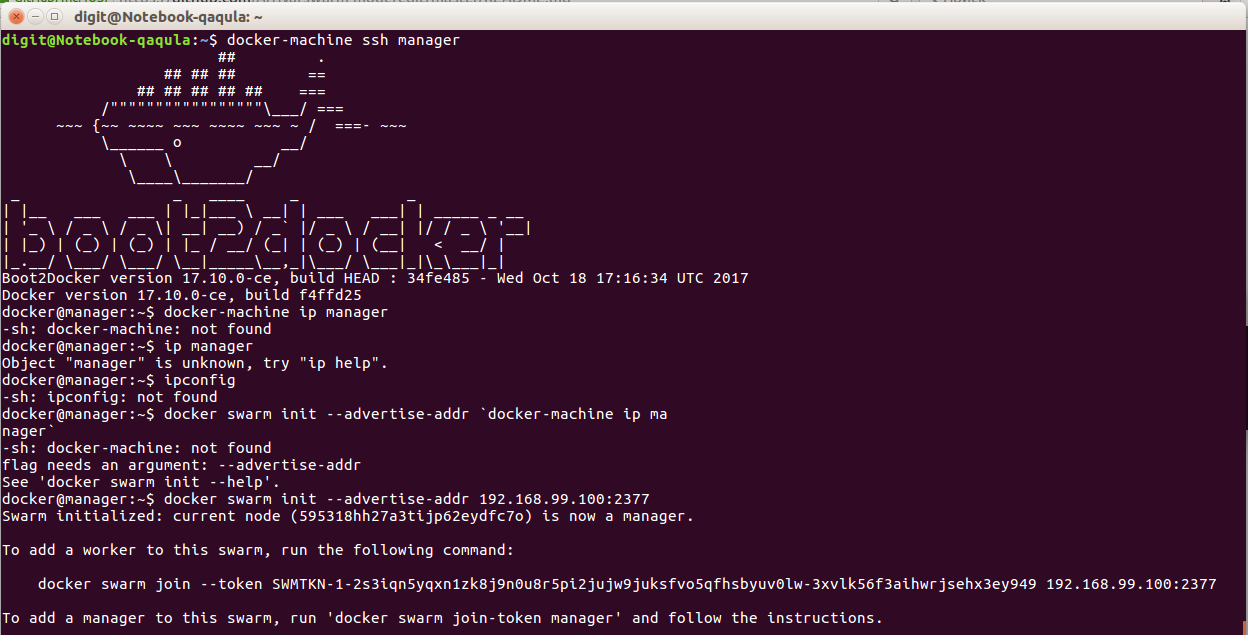 digit@Notebook-qaqula: ~
digit@Notebook-qaqula:~$ docker-machine ssh manager
                        ##         .
                  ## ## ##        ==
               ## ## ## ## ##    ===
           /"""""""""""""""""\___/ ===
      ~~~ {~~ ~~~~ ~~~ ~~~~ ~~~ ~ /  ===- ~~~
           \______ o           __/
             \    \         __/
              \____\_______/
 _                 _   ____     _            _
| |__   ___   ___ | |_|___ \ __| | ___   ___| | _____ _ __
| '_ \ / _ \ / _ \| __| __) / _` |/ _ \ / __| |/ / _ \ '__|
| |_) | (_) | (_) | |_ / __/ (_| | (_) | (__|   <  __/ |
|_.__/ \___/ \___/ \__|_____\__,_|\___/ \___|_|\_\___|_|
Boot2Docker version 17.10.0-ce, build HEAD : 34fe485 - Wed Oct 18 17:16:34 UTC 2017
Docker version 17.10.0-ce, build f4ffd25
docker@manager:~$ docker-machine ip manager
-sh: docker-machine: not found
docker@manager:~$ ip manager
Object "manager" is unknown, try "ip help".
docker@manager:~$ ipconfig
-sh: ipconfig: not found
docker@manager:~$ docker swarm init --advertise-addr `docker-machine ip ma
nager`
-sh: docker-machine: not found
flag needs an argument: --advertise-addr
See 'docker swarm init --help'.
docker@manager:~$ docker swarm init --advertise-addr 192.168.99.100:2377
Swarm initialized: current node (595318hh27a3tijp62eydfc7o) is now a manager.

To add a worker to this swarm, run the following command:

    docker swarm join --token SWMTKN-1-2s3iqn5yqxn1zk8j9n0u8r5pi2jujw9juksfvo5qfhsbyuv0lw-3xvlk56f3aihwrjsehx3ey949 192.168.99.100:2377

To add a manager to this swarm, run 'docker swarm join-token manager' and follow the instructions.